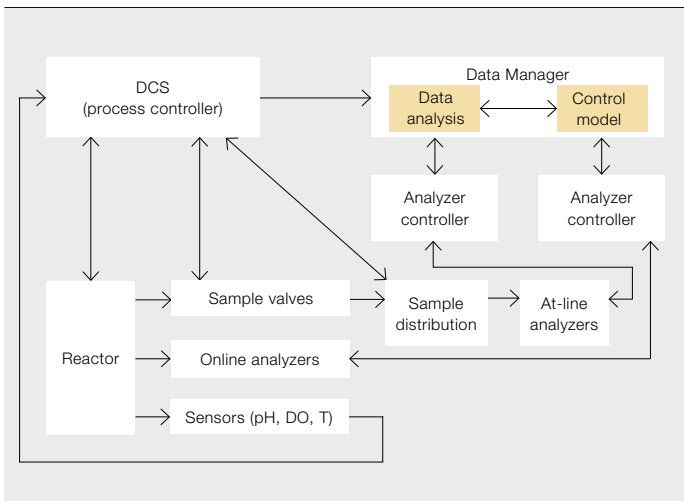 DCS
(process controller)
Data Manager
Data
analysis
Control
model
Analyzer
controller
Analyzer
controller
Sample valves
Sample
distribution
At-line
analyzers
Reactor
Online analyzers
Sensors (pH, DO, T)